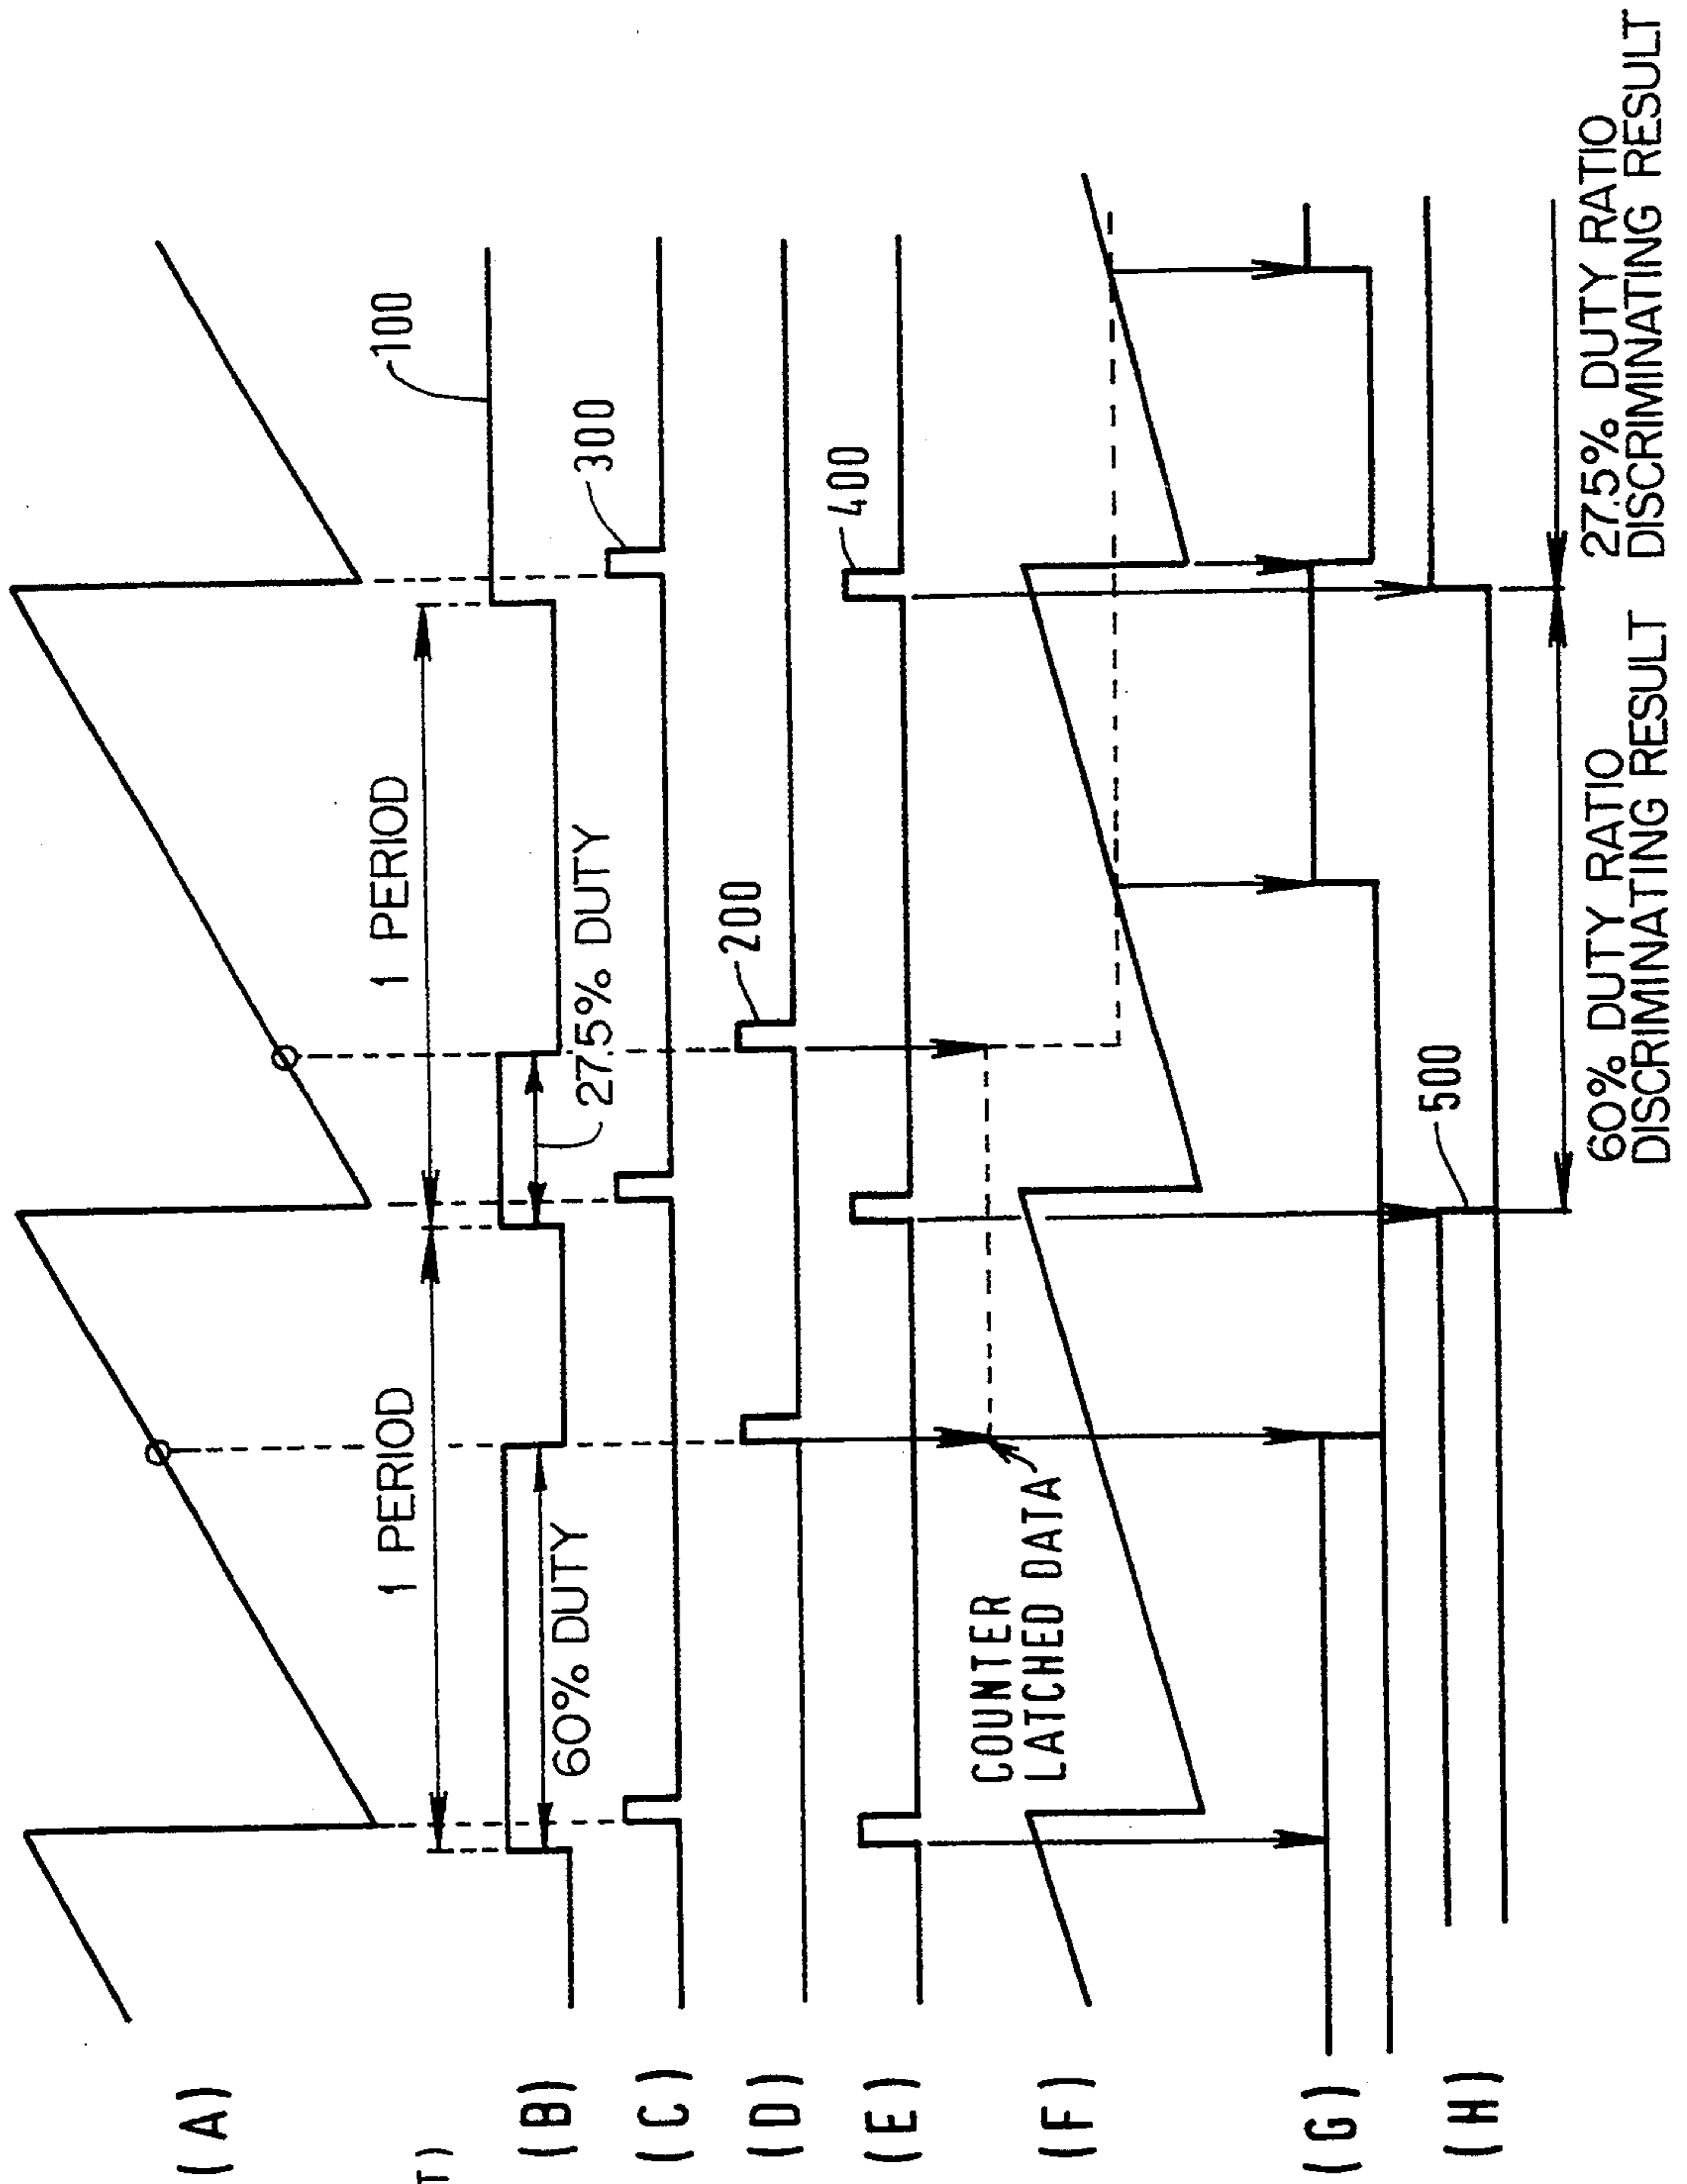 (A)
T)
1 PERIOD
1 PERIOD
100
(B)
60% DUTY
27.5% DUTY
300
(C)
(D)
200
(E)
400
(F)
COUNTER
LATCHED DATA
(G)
(H)
500
60% DUTY RATIO
DISCRIMINATING RESULT
27.5% DUTY RATIO
DISCRIMINATING RESULT